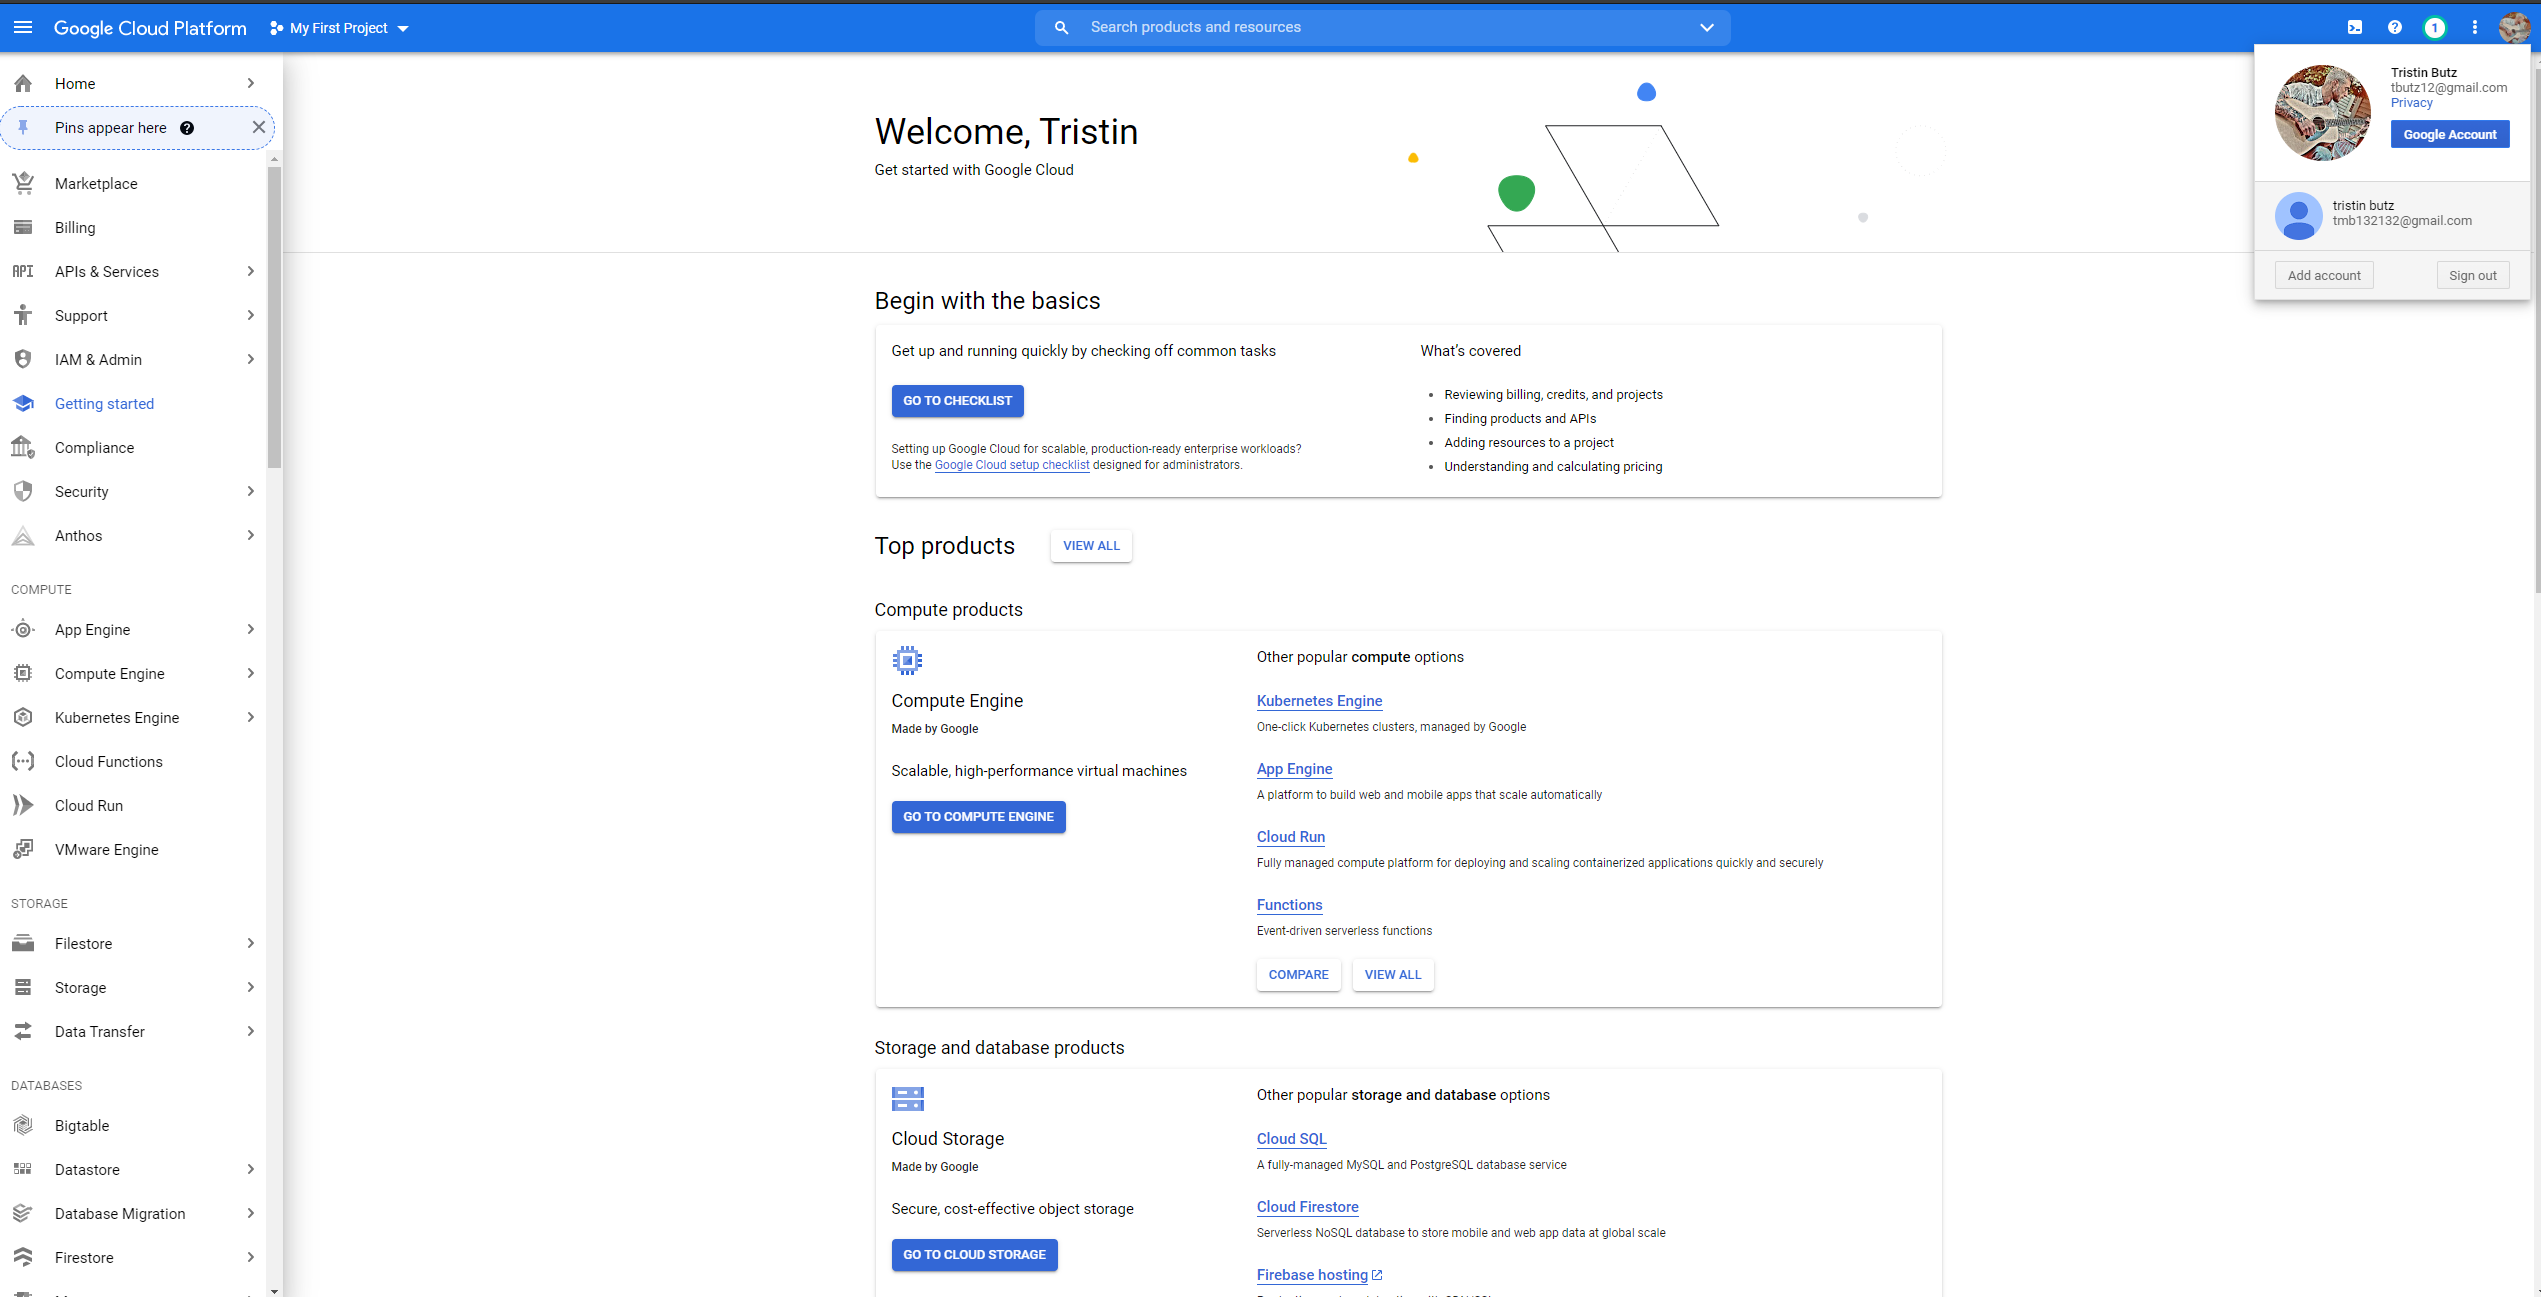 Google Cloud Platform
My First Project
Search products and resources
1
Home
Pins appear here
Marketplace
Billing
API
APIs & Services
Support
IAM & Admin
Getting started
Compliance
Security
Anthos
COMPUTE
App Engine
Compute Engine
Kubernetes Engine
Cloud Functions
Cloud Run
VMware Engine
STORAGE
Filestore
Storage
Data Transfer
DATABASES
Bigtable
Datastore
Database Migration
Firestore
Welcome, Tristin
Get started with Google Cloud
Begin with the basics
Get up and running quickly by checking off common tasks
GO TO CHECKLIST
Setting up Google Cloud for scalable, production-ready enterprise workloads?
Use the Google Cloud setup checklist designed for administrators.
What's covered
Reviewing billing, credits, and projects
Finding products and APIs
Adding resources to a project
Understanding and calculating pricing
Top products
VIEW ALL
Compute products
Compute Engine
Made by Google
Scalable, high-performance virtual machines
GO TO COMPUTE ENGINE
Other popular compute options
Kubernetes Engine
One-click Kubernetes clusters, managed by Google
App Engine
A platform to build web and mobile apps that scale automatically
Cloud Run
Fully managed compute platform for deploying and scaling containerized applications quickly and securely
Functions
Event-driven serverless functions
COMPARE
VIEW ALL
Storage and database products
Cloud Storage
Made by Google
Secure, cost-effective object storage
GO TO CLOUD STORAGE
Other popular storage and database options
Cloud SQL
A fully-managed MySQL and PostgreSQL database service
Cloud Firestore
Serverless NoSQL database to store mobile and web app data at global scale
Firebase hosting
Tristin Butz
tbutz12@gmail.com
Privacy
Google Account
tristin butz
tmb132132@gmail.com
Add account
Sign out